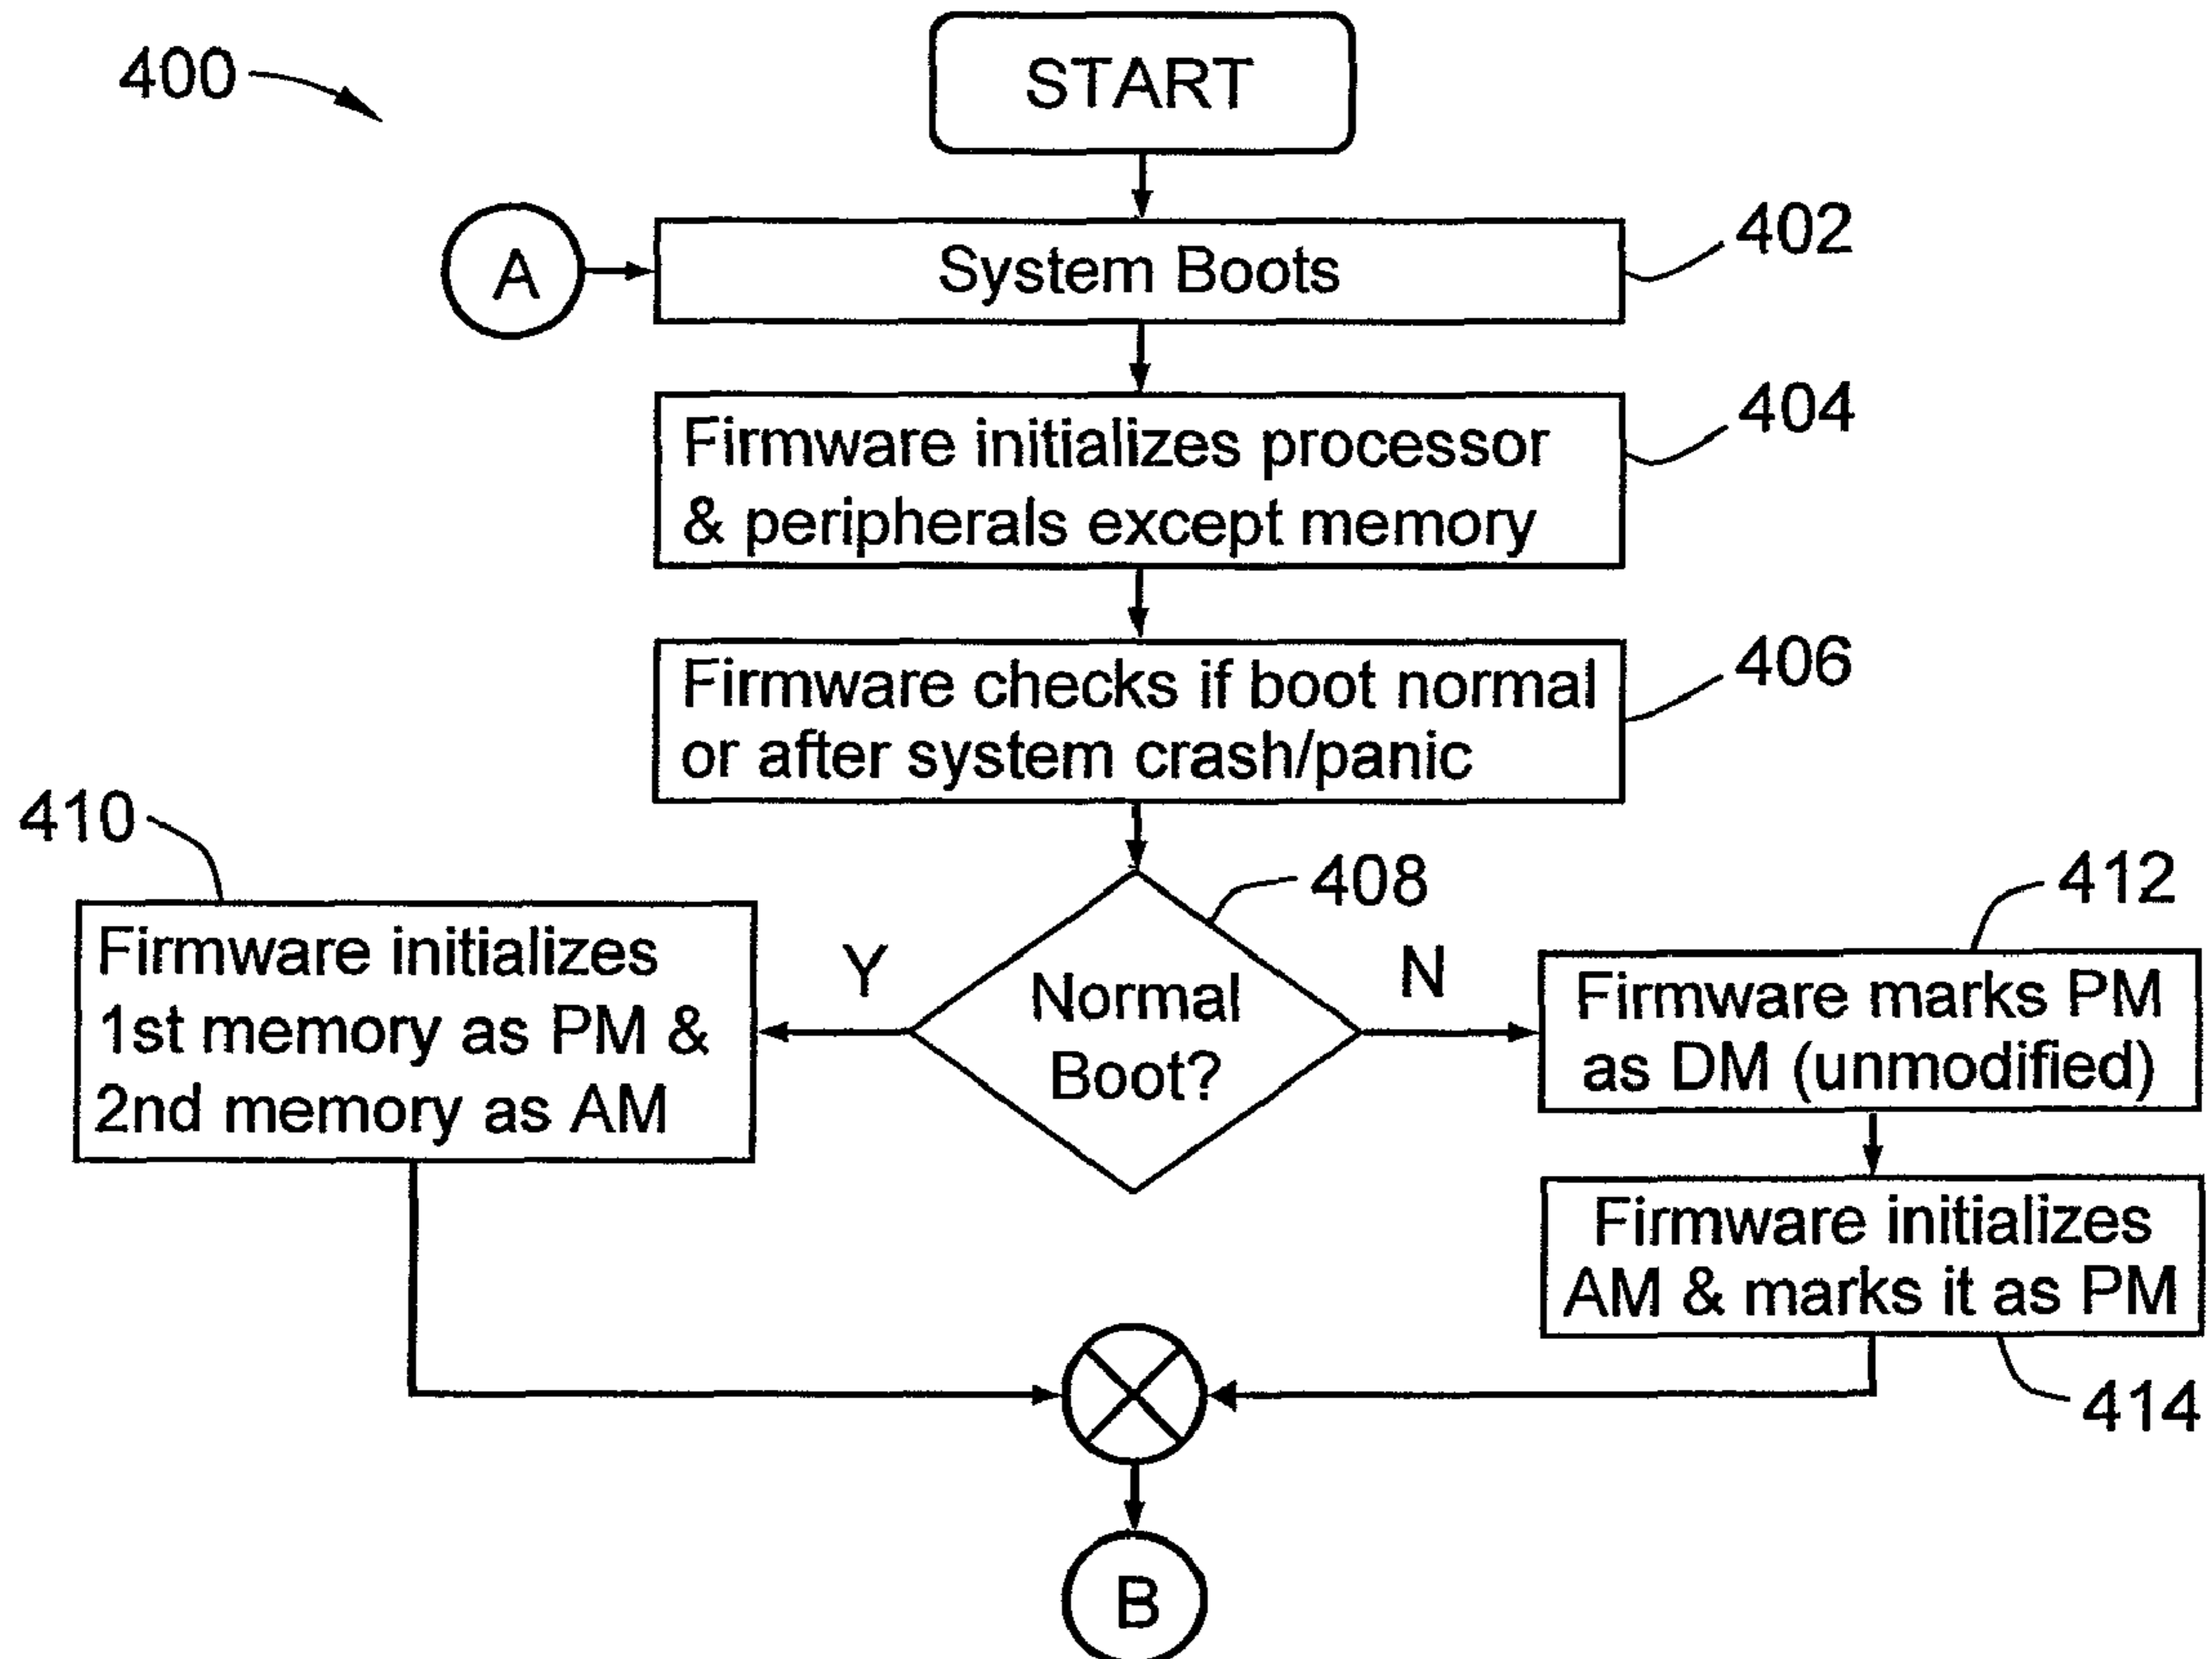 400
START
A
System Boots
402
Firmware initializes processor
& peripherals except memory
404
Firmware checks if boot normal
or after system crash/panic
406
410
Firmware initializes
1st memory as PM &
2nd memory as AM
Y
Normal
Boot?
408
N
412
Firmware marks PM
as DM (unmodified)
Firmware initializes
AM & marks it as PM
414
B